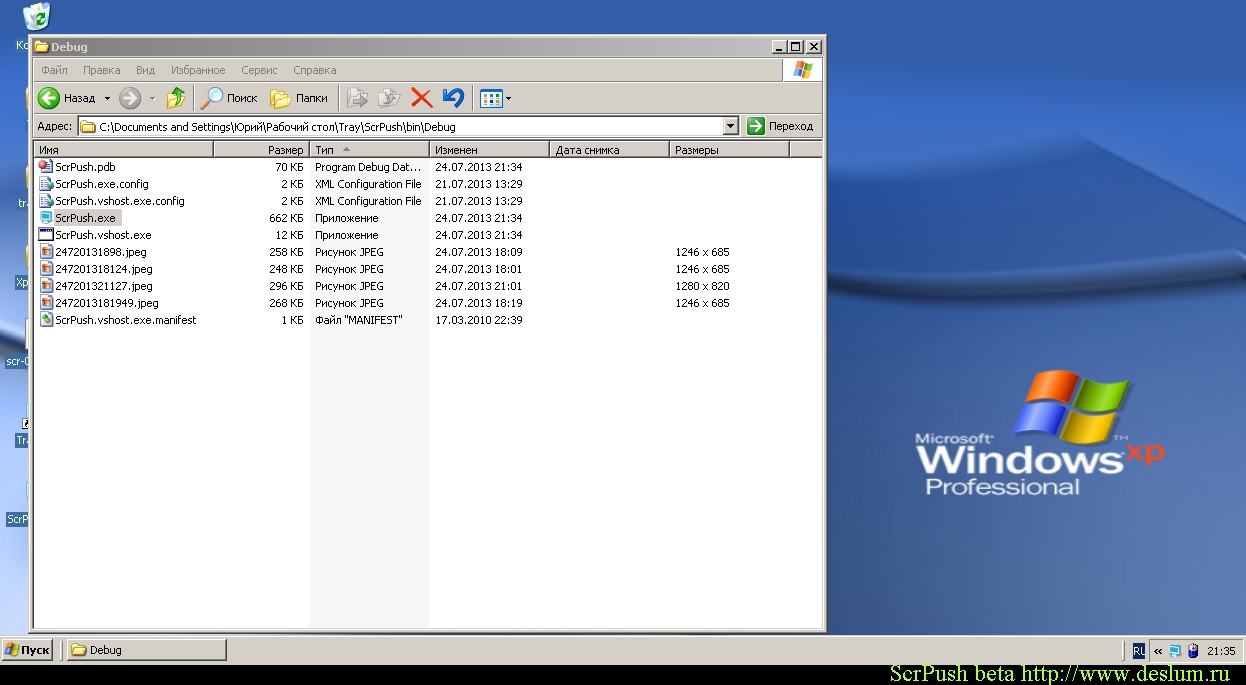 Debug
Файл Правка Вид Избранное Сервис Справка
Назад Поиск Папки
Адрес: C:\Documents and Settings\Юрий\Рабочий стол\Tray\ScrPush\bin\Debug Переход
Имя Размер Тип Изменен Дата снимка Размеры
ScrPush.pdb 70 КБ Program Debug Dat... 24.07.2013 21:34
ScrPush.exe.config 2 КБ XML Configuration File 21.07.2013 13:29
ScrPush.vshost.exe.config 2 КБ XML Configuration File 21.07.2013 13:29
ScrPush.exe 662 КБ Приложение 24.07.2013 21:34
ScrPush.vshost.exe 12 КБ Приложение 24.07.2013 21:34
24720131898.jpeg 258 КБ Рисунок JPEG 24.07.2013 18:09 1246 x 685
247201318124.jpeg 248 КБ Рисунок JPEG 24.07.2013 18:01 1246 x 685
247201321127.jpeg 296 КБ Рисунок JPEG 24.07.2013 21:01 1280 x 820
2472013181949.jpeg 268 КБ Рисунок JPEG 24.07.2013 18:19 1246 x 685
ScrPush.vshost.exe.manifest 1 КБ Файл "MANIFEST" 17.03.2010 22:39
Microsoft
Windows xp TM
Professional
Пуск Debug RU « 21:35
ScrPush beta http://www.deslum.ru